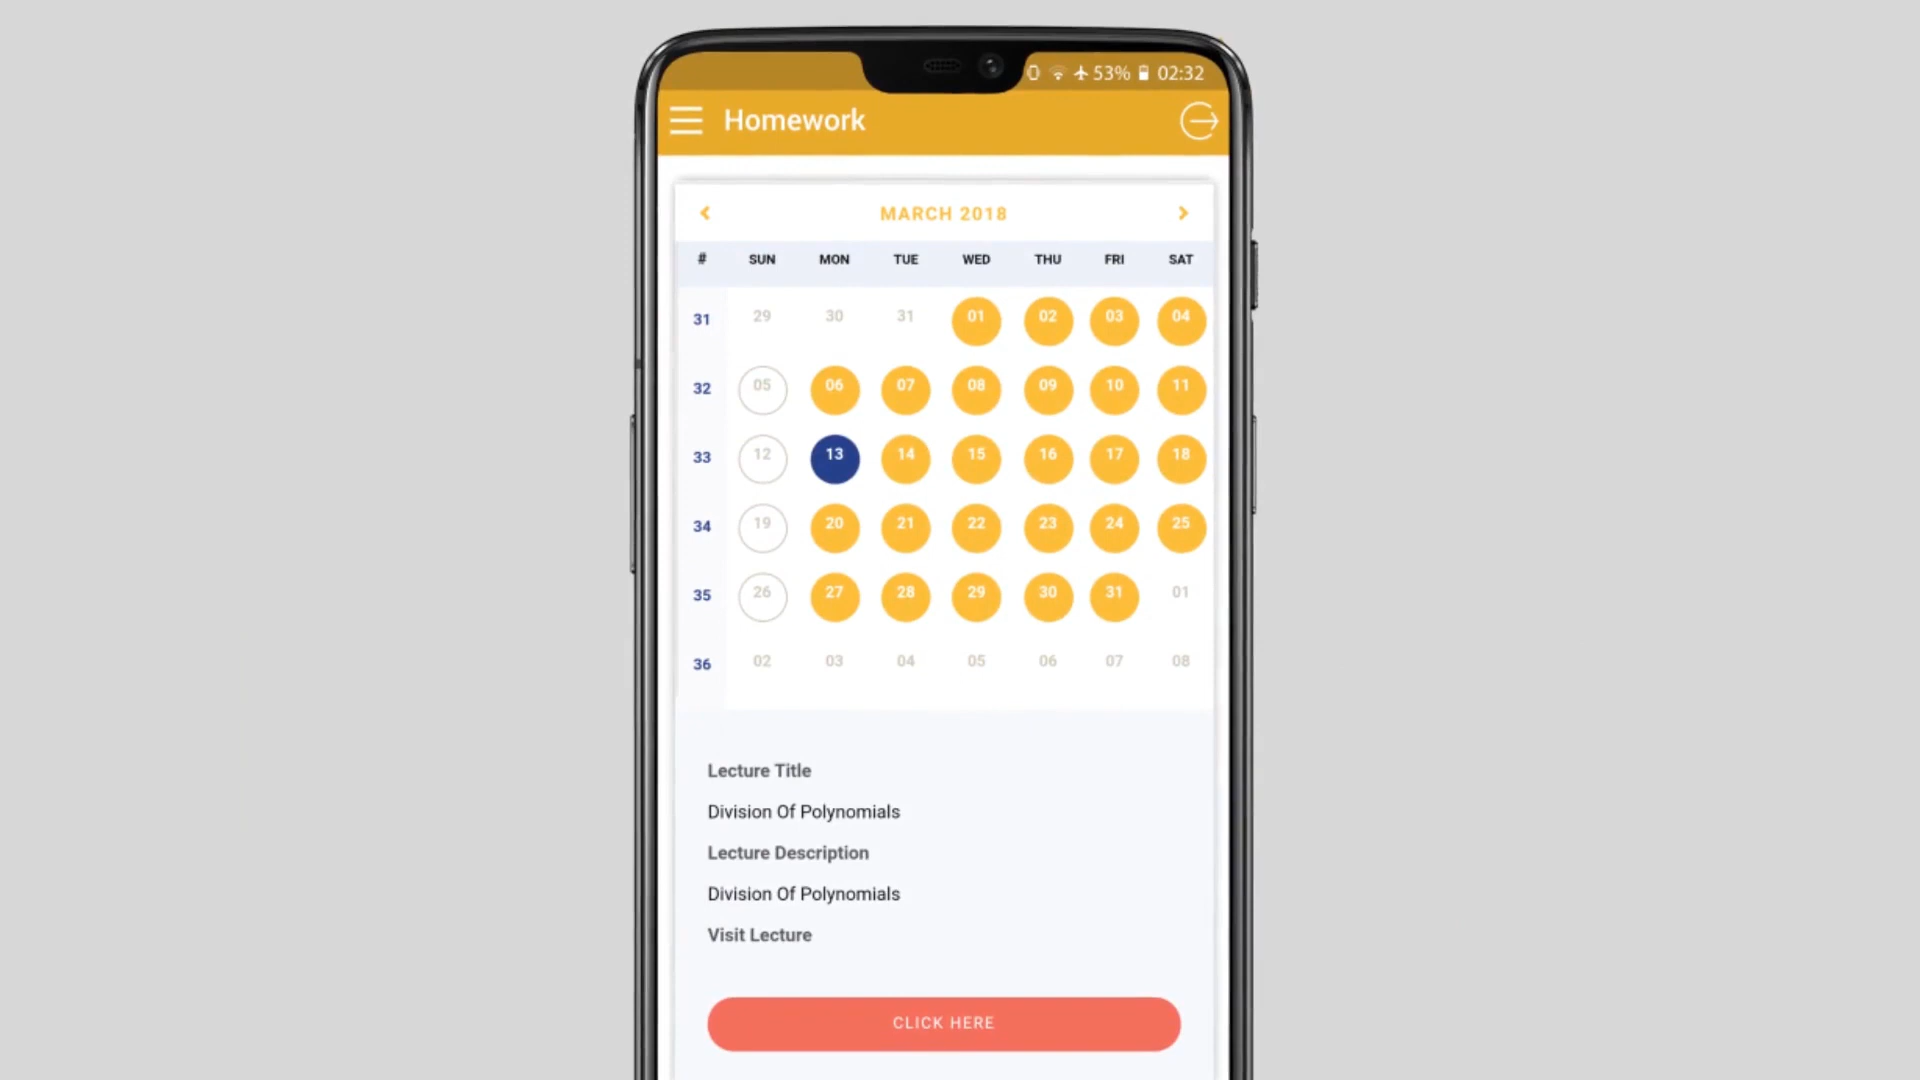 53% 02:32
Homework
MARCH 2018
# SUN MON TUE WED THU FRI SAT
31 29 30 31 01 02 03 04
32 05 06 07 08 09 10 11
33 12 13 14 15 16 17 18
34 19 20 21 22 23 24 25
35 26 27 28 29 30 31 01
36 02 03 04 05 06 07 08
Lecture Title
Division Of Polynomials
Lecture Description
Division Of Polynomials
Visit Lecture
CLICK HERE